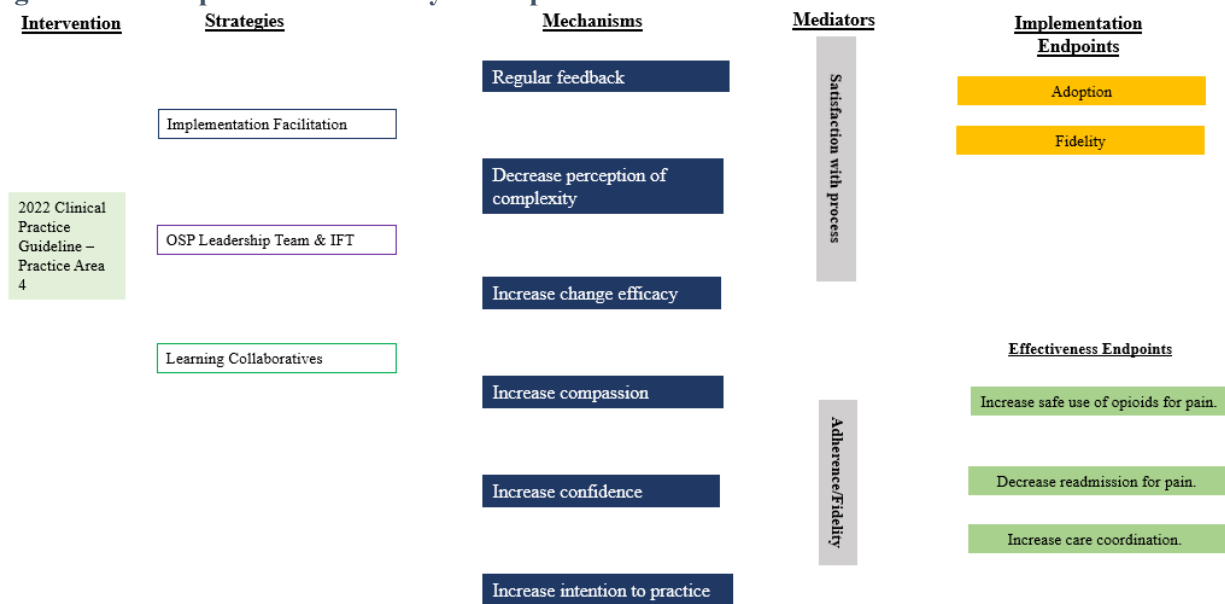 Intervention
Strategies
Mechanisms
Mediators
Implementation
Endpoints
Regular feedback
Satisfaction with process
Adoption
Implementation Facilitation
Fidelity
Decrease perception of
complexity
2022 Clinical
Practice
Guideline –
Practice Area
4
OSP Leadership Team & IFT
Increase change efficacy
Learning Collaboratives
Effectiveness Endpoints
Increase compassion
Adherence/Fidelity
Increase safe use of opioids for pain.
Increase confidence
Decrease readmission for pain.
Increase care coordination.
Increase intention to practice